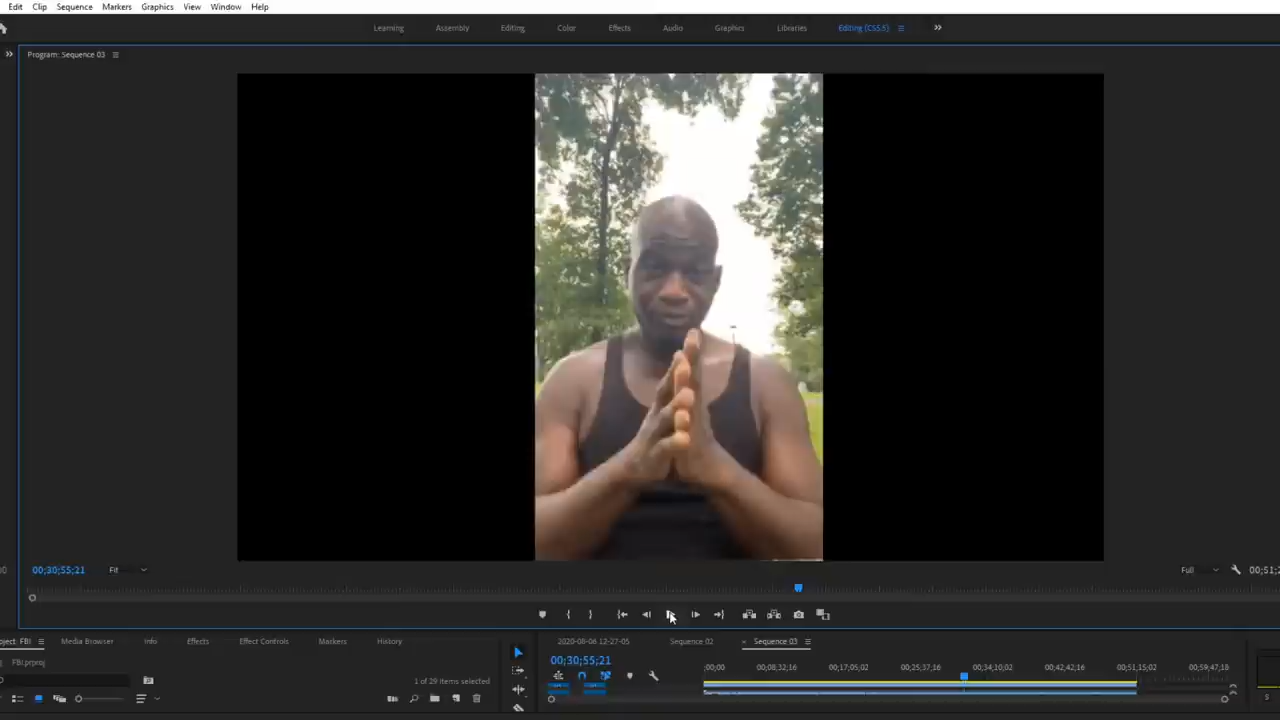 Edit Clip Sequence Markers Graphics View Window Help
Learning Assembly Editing Color Effects Audio Graphics Libraries Editing (CS5.5)
Program: Sequence 03
00;30;55;21 Fit Full
Media Browser Info Effects Effect Controls Markers History
2020-08-06 12-27-05 Sequence 02 Sequence 03
FBI.prproj
00;30;55;21
;00;00 00;08;32;16 00;17;05;02 00;25;37;16 00;34;10;02 00;42;42;16 00;51;15;02 00;59;47;18
1 of 29 items selected